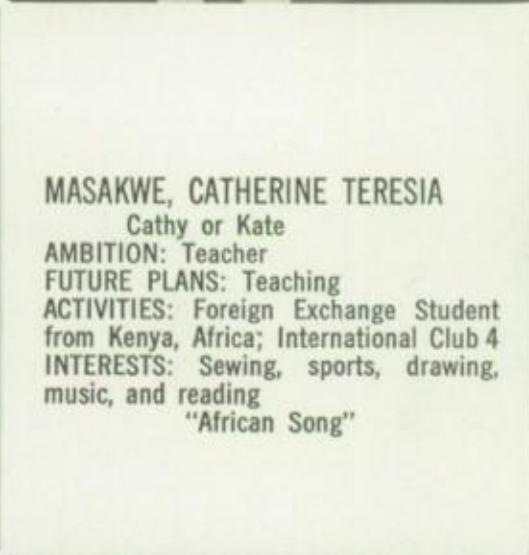 MASAKWE, CATHERINE TERESIA
Cathy or Kate
AMBITION: Teacher
FUTURE PLANS: Teaching
ACTIVITIES: Foreign Exchange Student
from Kenya, Africa; International Club 4
INTERESTS: Sewing, sports, drawing,
music, and reading
"African Song"